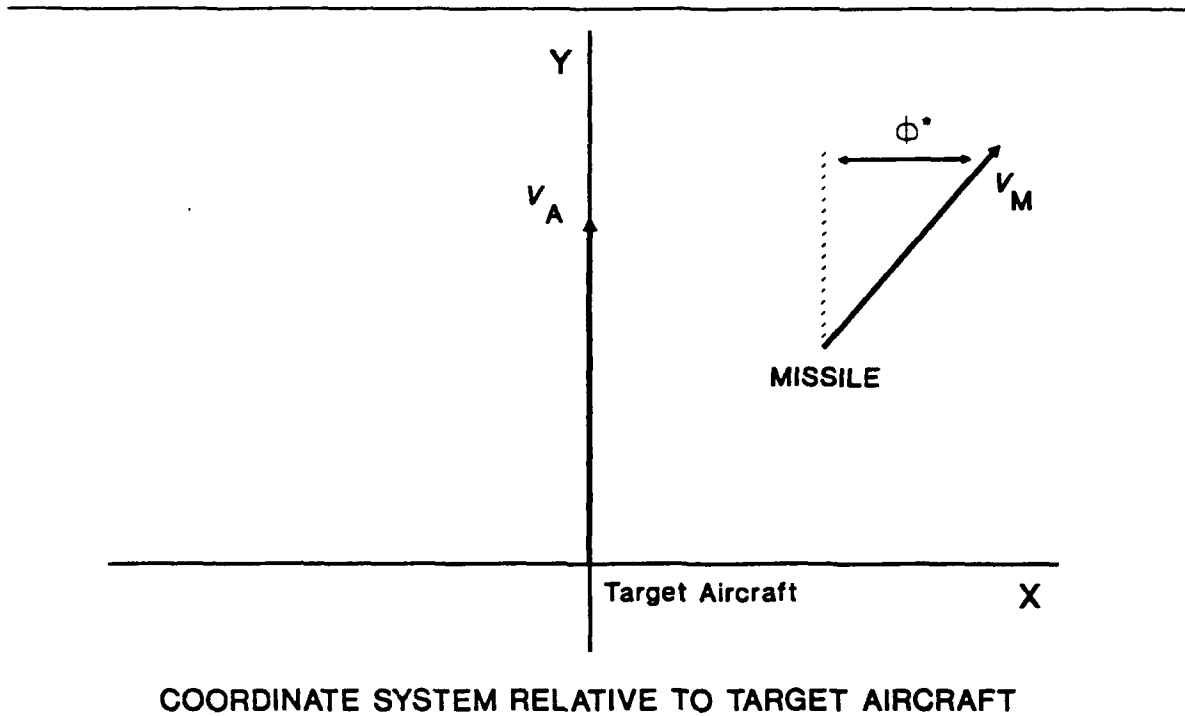 Y
ϕ*
V_A
V_M
MISSILE
Target Aircraft
X
COORDINATE SYSTEM RELATIVE TO TARGET AIRCRAFT